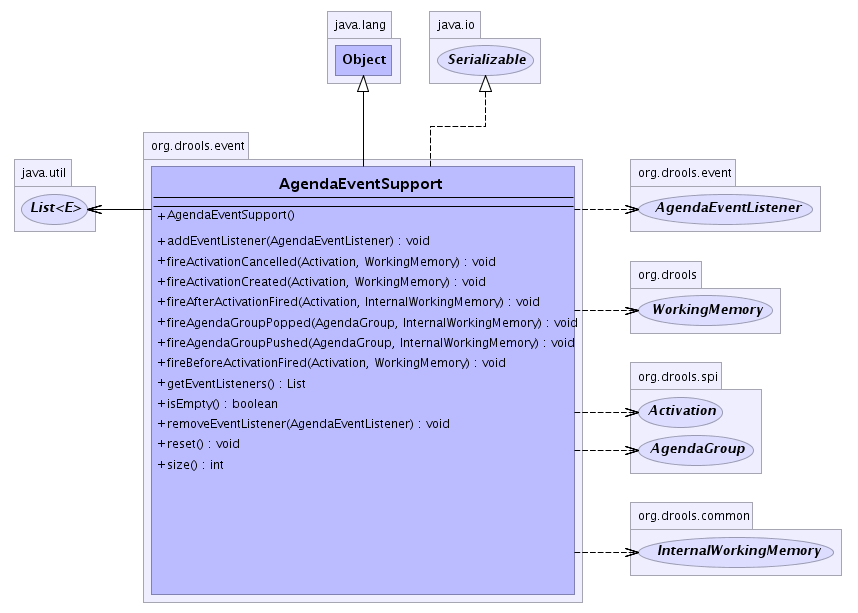 java.lang
Object
java.io
Serializable
java.util
List<E>
org.drools.event
AgendaEventSupport
+AgendaEventSupport()
+addEventListener(AgendaEventListener) : void
+fireActivationCancelled(Activation, WorkingMemory) : void
+fireActivationCreated(Activation, WorkingMemory) : void
+fireAfterActivationFired(Activation, InternalWorkingMemory) : void
+fireAgendaGroupPopped(AgendaGroup, InternalWorkingMemory) : void
+fireAgendaGroupPushed(AgendaGroup, InternalWorkingMemory) : void
+fireBeforeActivationFired(Activation, WorkingMemory) : void
+getEventListeners() : List
+isEmpty() : boolean
+removeEventListener(AgendaEventListener) : void
+reset() : void
+size() : int
org.drools.event
AgendaEventListener
org.drools
WorkingMemory
org.drools.spi
Activation
AgendaGroup
org.drools.common
InternalWorkingMemory